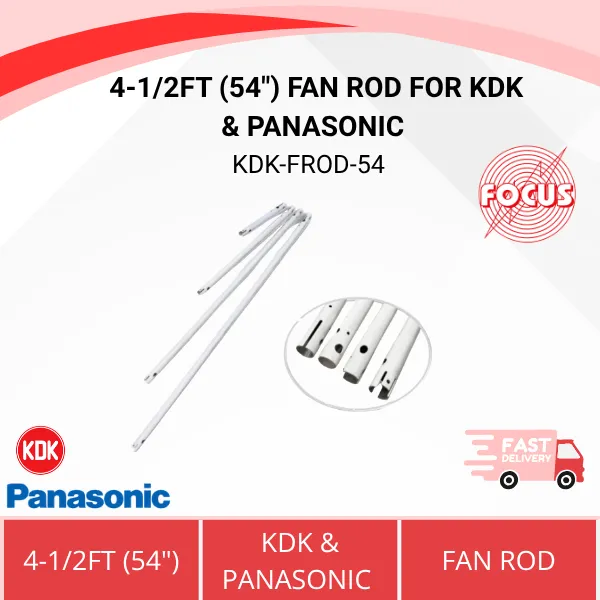 4-1/2FT (54") FAN ROD FOR KDK
& PANASONIC
KDK-FROD-54
FOCUS
KDK
Panasonic
FAST
DELIVERY
4-1/2FT (54")
KDK &
PANASONIC
FAN ROD